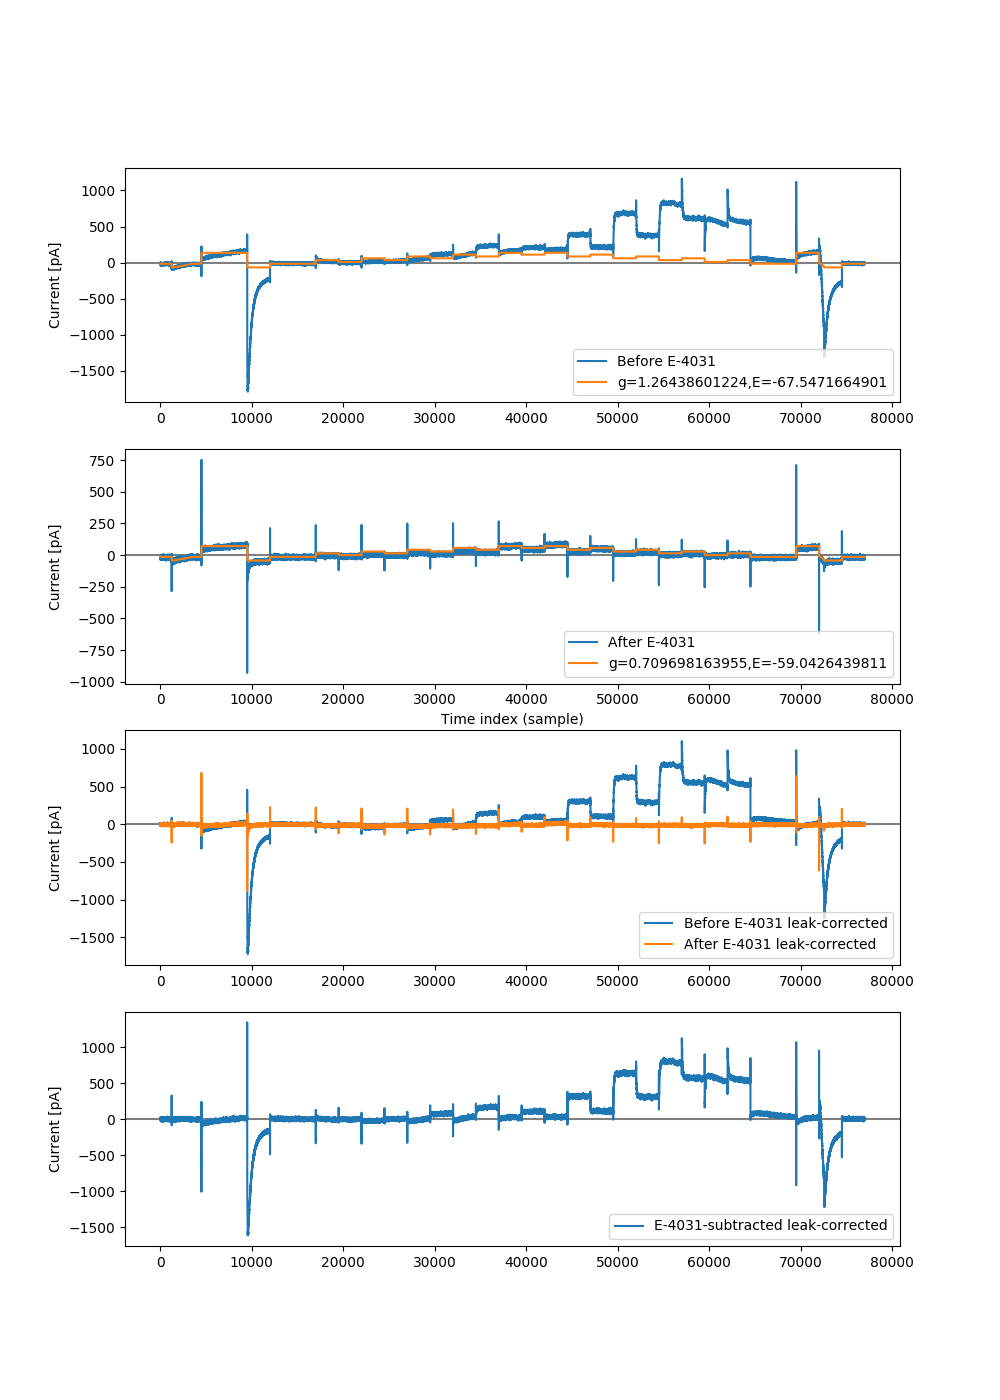 1000
500
0
−500
−1000
−1500
Current [pA]
Before E-4031
g=1.26438601224,E=-67.5471664901
0 10000 20000 30000 40000 50000 60000 70000 80000
750
500
250
0
−250
−500
−750
−1000
Current [pA]
After E-4031
g=0.709698163955,E=-59.0426439811
0 10000 20000 30000 40000 50000 60000 70000 80000
Time index (sample)
1000
500
0
−500
−1000
−1500
Current [pA]
Before E-4031 leak-corrected
After E-4031 leak-corrected
0 10000 20000 30000 40000 50000 60000 70000 80000
1000
500
0
−500
−1000
−1500
Current [pA]
E-4031-subtracted leak-corrected
0 10000 20000 30000 40000 50000 60000 70000 80000